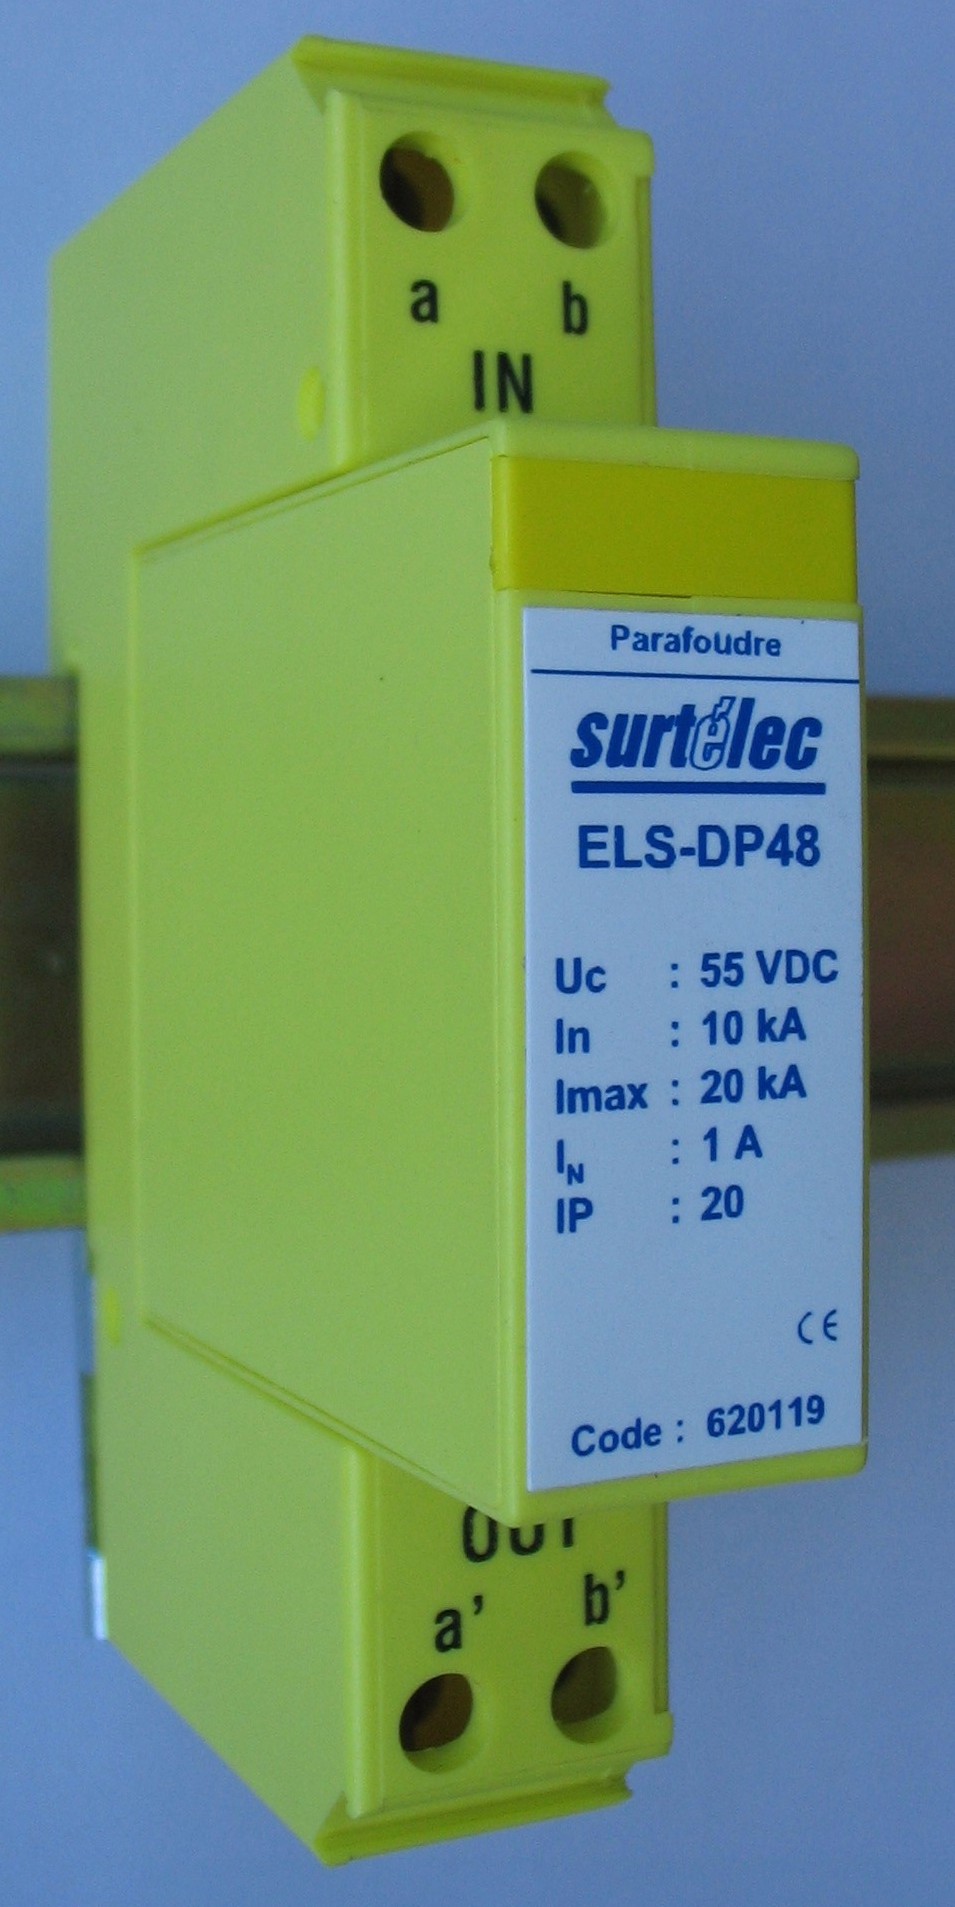 a b
IN
Parafoudre
surtélec
ELS-DP48
Uc : 55 VDC
In : 10 kA
Imax : 20 kA
IN : 1 A
IP : 20
CE
Code : 620119
OUT
a' b'